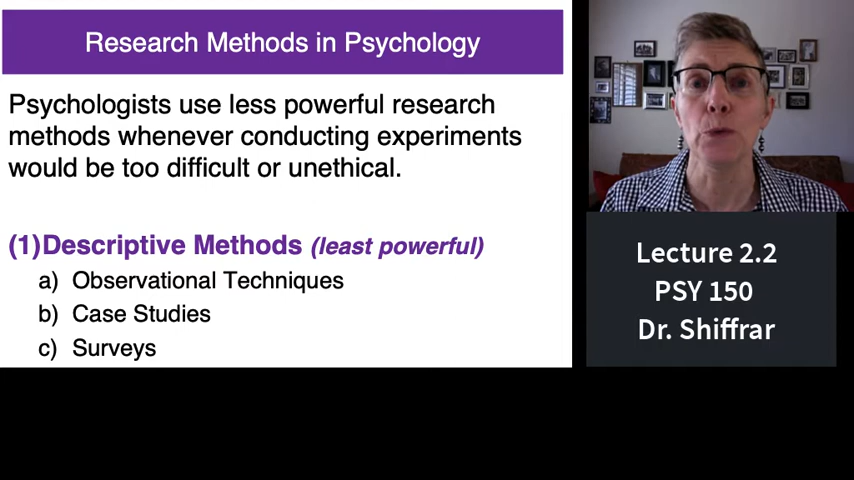 Research Methods in Psychology
Psychologists use less powerful research
methods whenever conducting experiments
would be too difficult or unethical.
(1)Descriptive Methods (least powerful)
a) Observational Techniques
b) Case Studies
c) Surveys
Lecture 2.2
PSY 150
Dr. Shiffrar